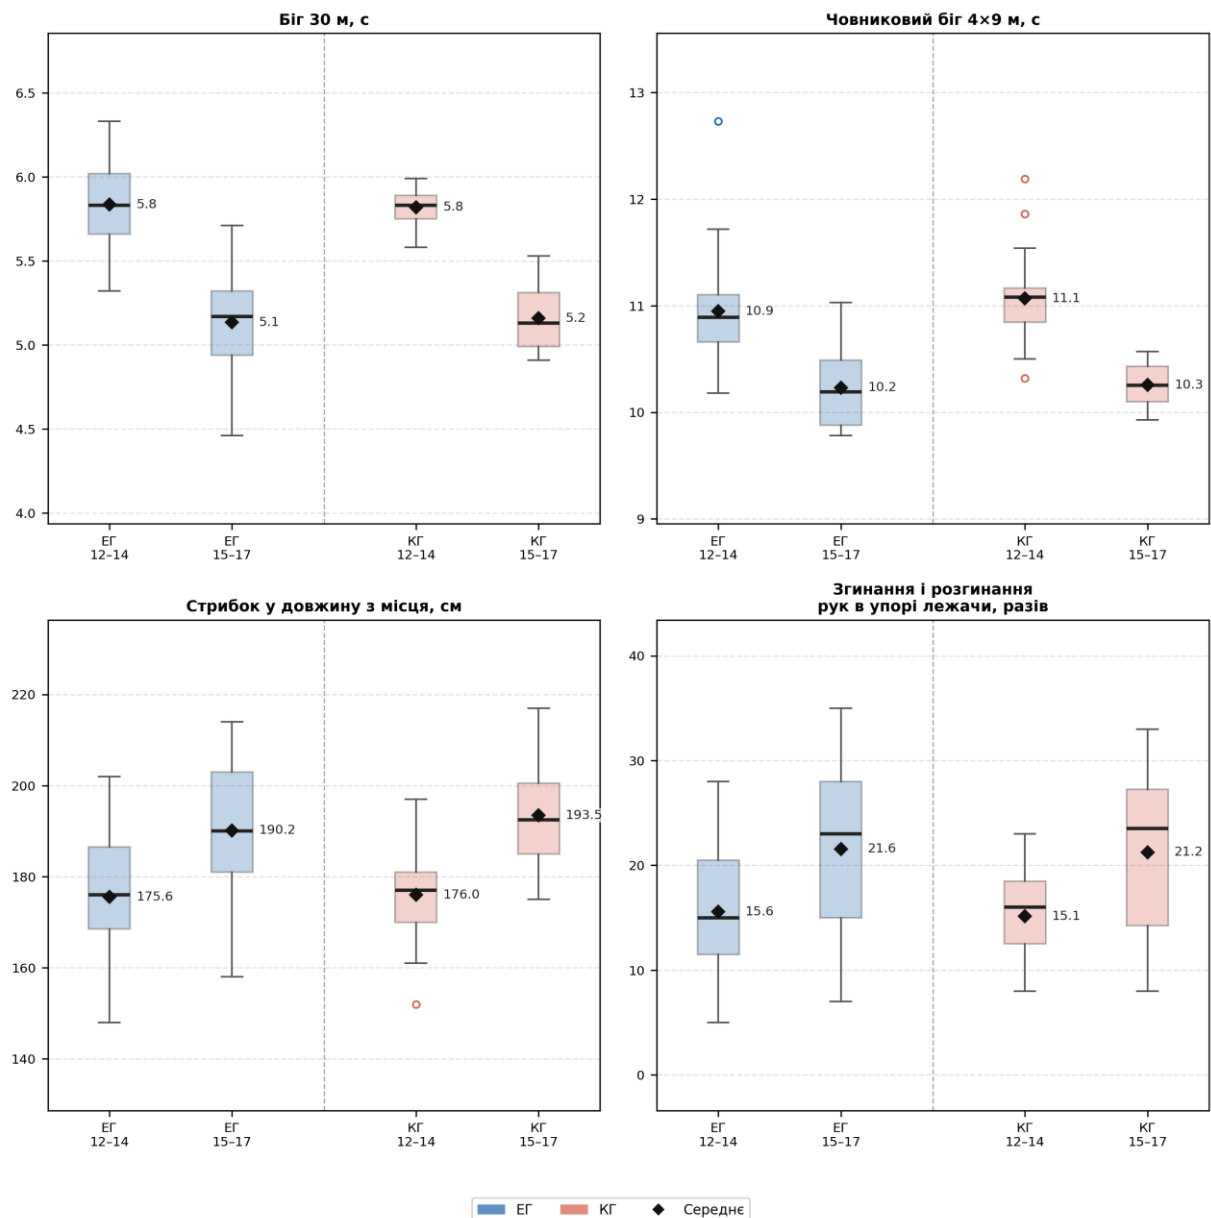 Біг 30 м, с
6.5
6.0
5.5
5.0
4.5
4.0
5.8
5.1
5.8
5.2
ЕГ
12–14
ЕГ
15–17
КГ
12–14
КГ
15–17
Човниковий біг 4×9 м, с
13
12
11
10
9
10.9
10.2
11.1
10.3
ЕГ
12–14
ЕГ
15–17
КГ
12–14
КГ
15–17
Стрибок у довжину з місця, см
220
200
180
160
140
175.6
190.2
176.0
193.5
ЕГ
12–14
ЕГ
15–17
КГ
12–14
КГ
15–17
Згинання і розгинання
рук в упорі лежачи, разів
40
30
20
10
0
15.6
21.6
15.1
21.2
ЕГ
12–14
ЕГ
15–17
КГ
12–14
КГ
15–17
ЕГ КГ Середнє